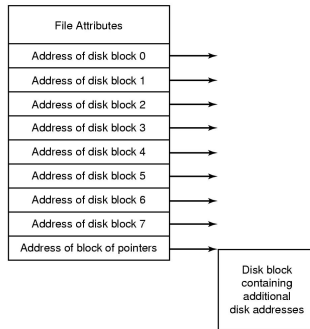 File Attributes
Address of disk block 0
Address of disk block 1
Address of disk block 2
Address of disk block 3
Address of disk block 4
Address of disk block 5
Address of disk block 6
Address of disk block 7
Address of block of pointers
Disk block
containing
additional
disk addresses